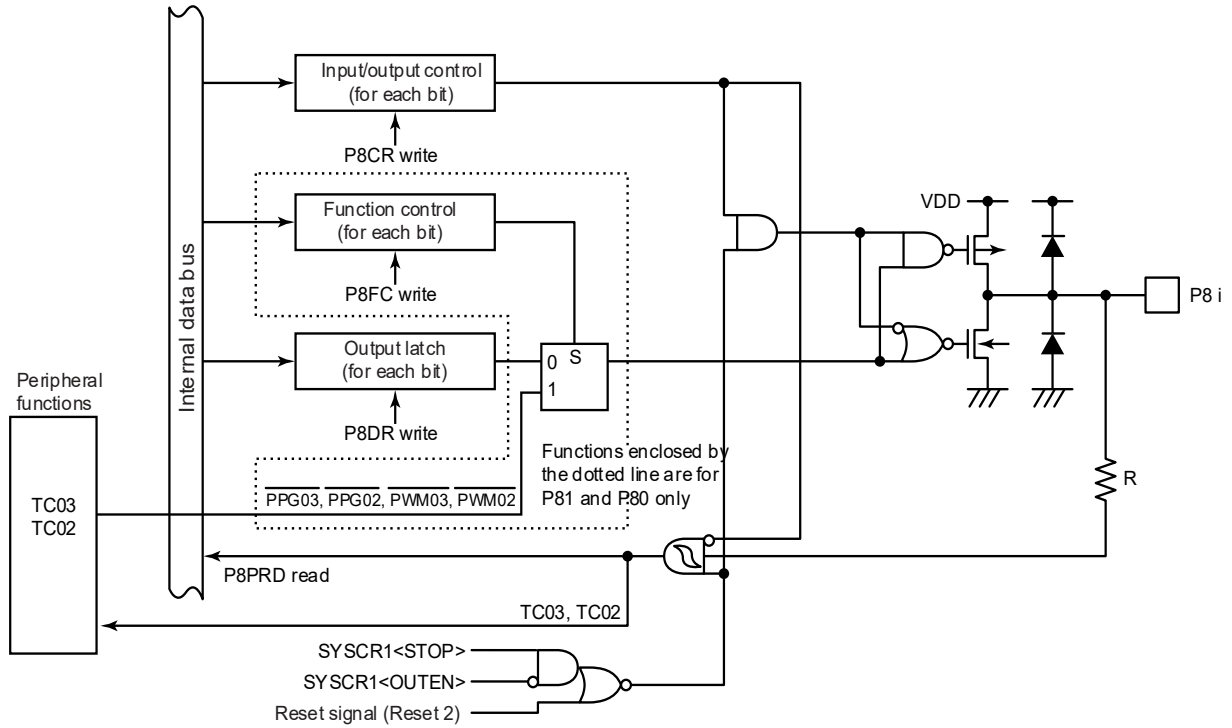 Input/output control
(for each bit)
P8CR write
Function control
(for each bit)
P8FC write
VDD
P8 i
Internal data bus
Output latch
(for each bit)
S
0
1
P8DR write
Peripheral
functions
Functions enclosed by
the dotted line are for
P81 and P80 only
PPG03, PPG02, PWM03, PWM02
R
TC03
TC02
P8PRD read
TC03, TC02
SYSCR1<STOP>
SYSCR1<OUTEN>
Reset signal (Reset 2)